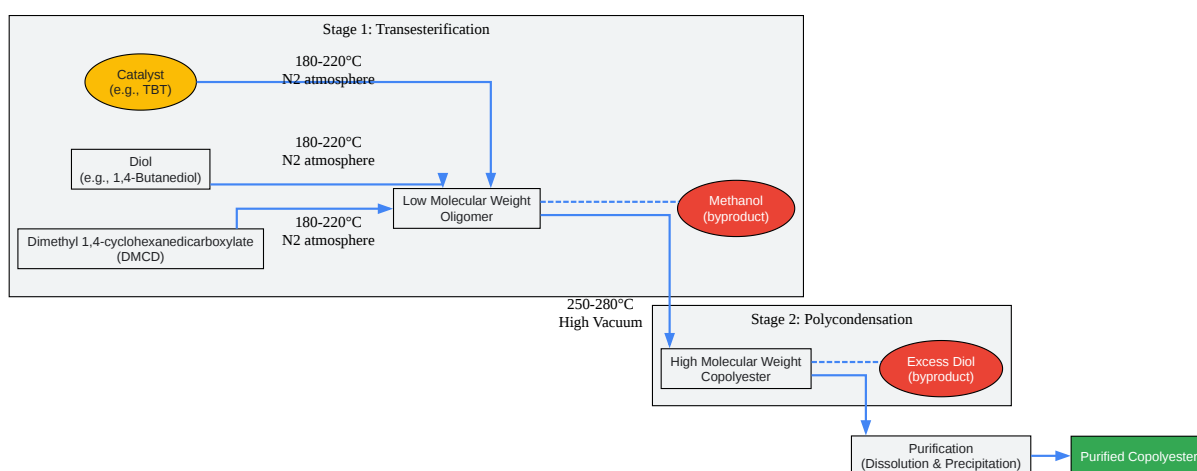 Stage 1: Transesterification
180-220°C
N2 atmosphere
Catalyst
(e.g., TBT)
180-220°C
N2 atmosphere
Diol
(e.g., 1,4-Butanediol)
Low Molecular Weight
Oligomer
Methanol
(byproduct)
180-220°C
N2 atmosphere
Dimethyl 1,4-cyclohexanedicarboxylate
(DMCD)
250-280°C
High Vacuum
Stage 2: Polycondensation
High Molecular Weight
Copolyester
Excess Diol
(byproduct)
Purification
(Dissolution & Precipitation)
Purified Copolyester